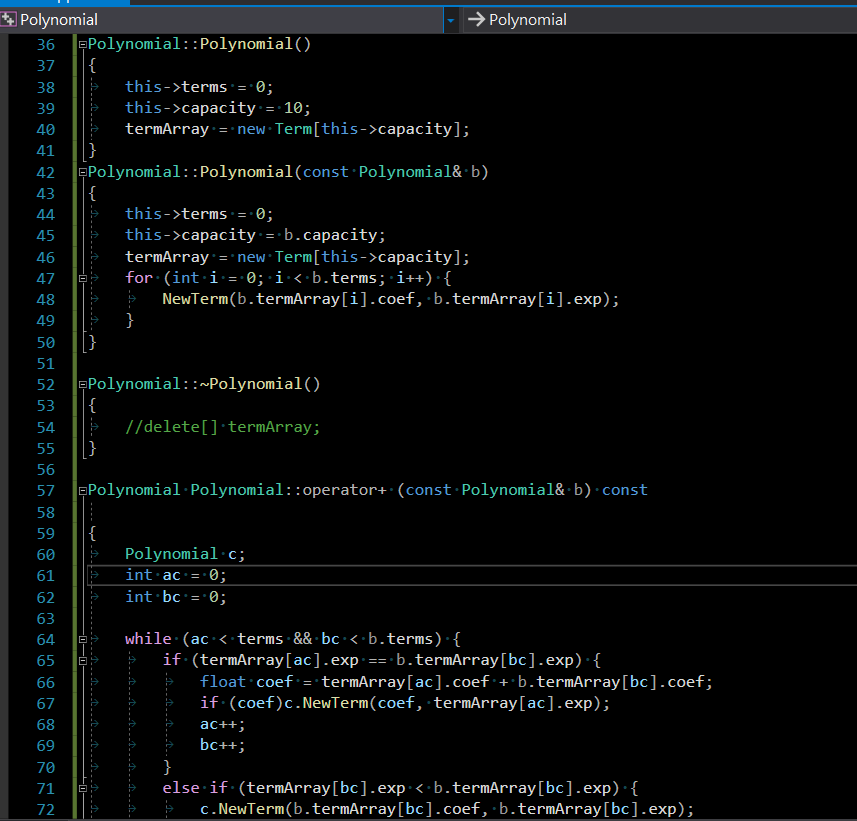 Polynomial Polynomial
36 Polynomial::Polynomial()
37 {
38 this->terms = 0;
39 this->capacity = 10;
40 termArray = new Term[this->capacity];
41 }
42 Polynomial::Polynomial(const Polynomial& b)
43 {
44 this->terms = 0;
45 this->capacity = b.capacity;
46 termArray = new Term[this->capacity];
47 for (int i = 0; i < b.terms; i++) {
48 NewTerm(b.termArray[i].coef, b.termArray[i].exp);
49 }
50 }
51
52 Polynomial::~Polynomial()
53 {
54 //delete[] termArray;
55 }
56
57 Polynomial Polynomial::operator+ (const Polynomial& b) const
58
59 {
60 Polynomial c;
61 int ac = 0;
62 int bc = 0;
63
64 while (ac < terms && bc < b.terms) {
65 if (termArray[ac].exp == b.termArray[bc].exp) {
66 float coef = termArray[ac].coef + b.termArray[bc].coef;
67 if (coef)c.NewTerm(coef, termArray[ac].exp);
68 ac++;
69 bc++;
70 }
71 else if (termArray[bc].exp < b.termArray[bc].exp) {
72 c.NewTerm(b.termArray[bc].coef, b.termArray[bc].exp);